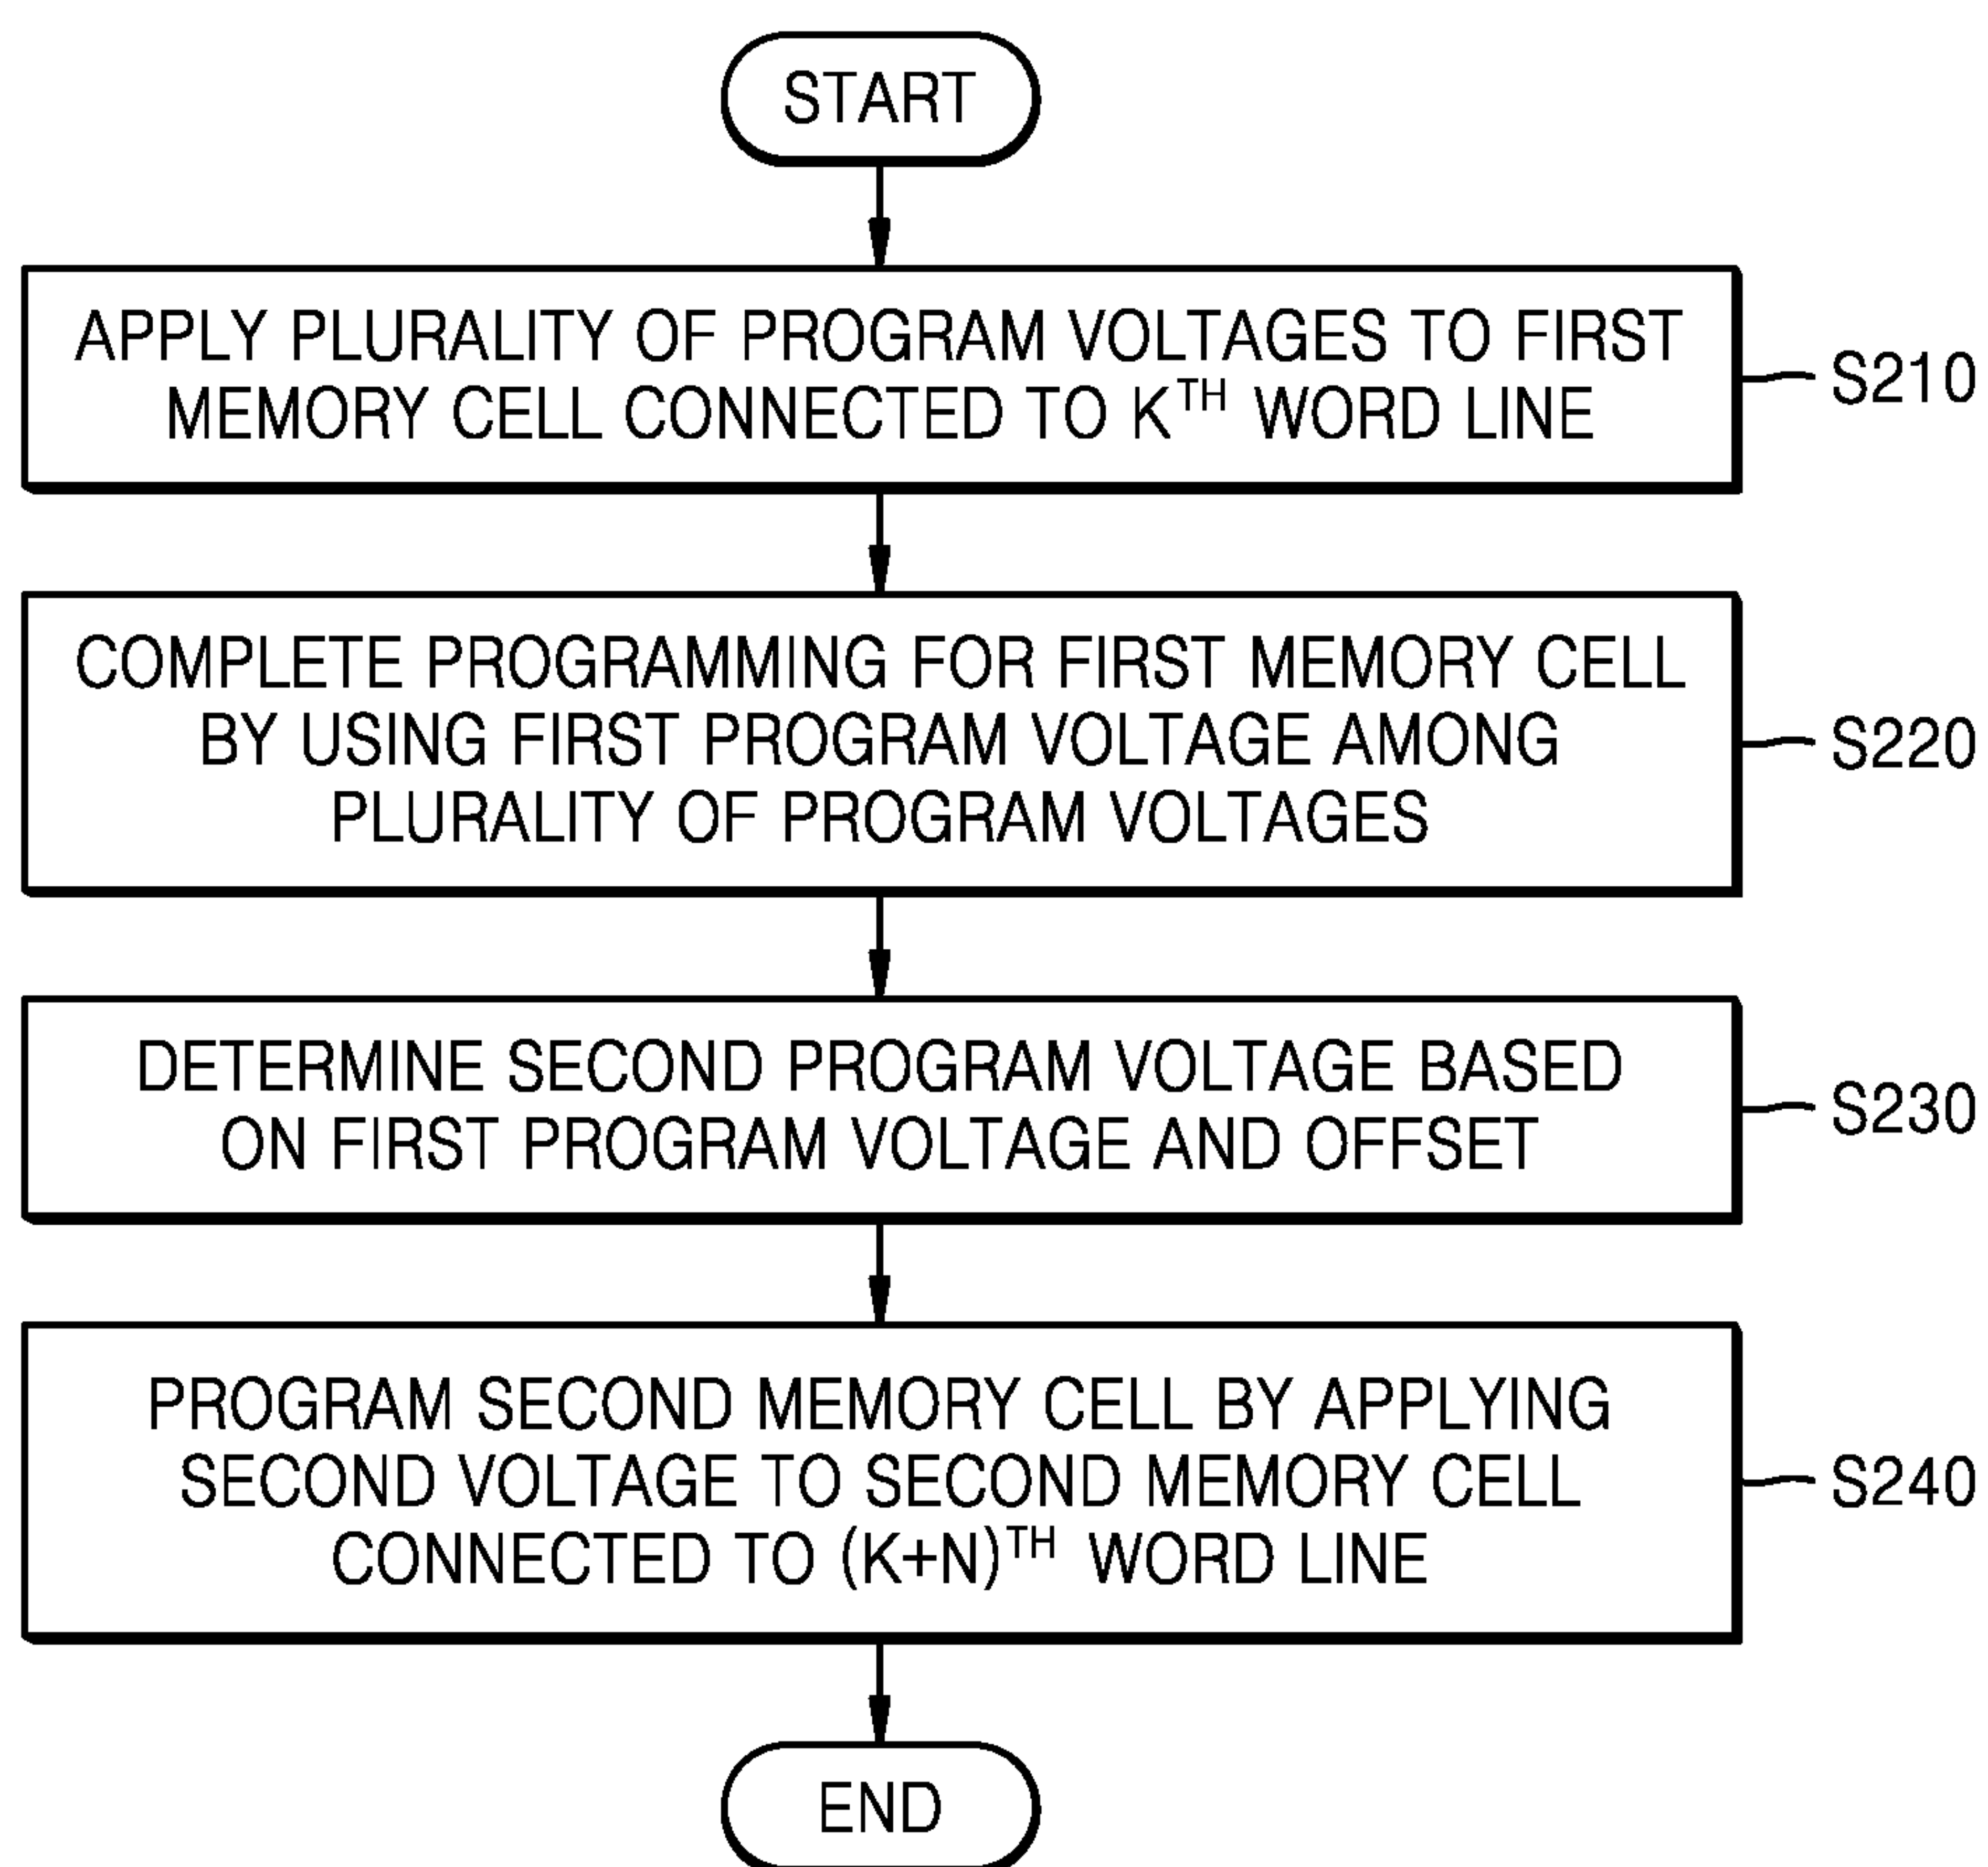 START
APPLY PLURALITY OF PROGRAM VOLTAGES TO FIRST
MEMORY CELL CONNECTED TO K^TH WORD LINE
S210
COMPLETE PROGRAMMING FOR FIRST MEMORY CELL
BY USING FIRST PROGRAM VOLTAGE AMONG
PLURALITY OF PROGRAM VOLTAGES
S220
DETERMINE SECOND PROGRAM VOLTAGE BASED
ON FIRST PROGRAM VOLTAGE AND OFFSET
S230
PROGRAM SECOND MEMORY CELL BY APPLYING
SECOND VOLTAGE TO SECOND MEMORY CELL
CONNECTED TO (K+N)^TH WORD LINE
S240
END